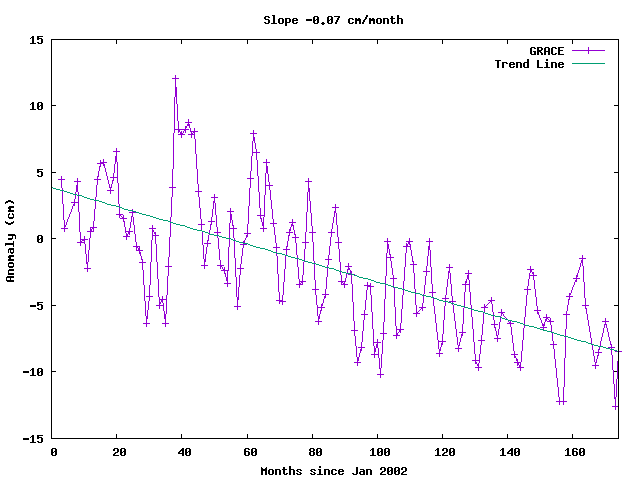 Slope -0.07 cm/month
GRACE
Trend Line
15
10
5
0
-5
-10
-15
Anomaly (cm)
0 20 40 60 80 100 120 140 160
Months since Jan 2002